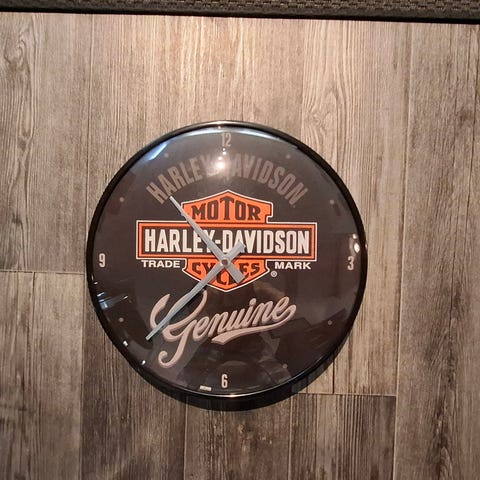 12
HARLEY-DAVIDSON
MOTOR
HARLEY-DAVIDSON
TRADE MARK
CYCLES
®
9 3
Genuine
6